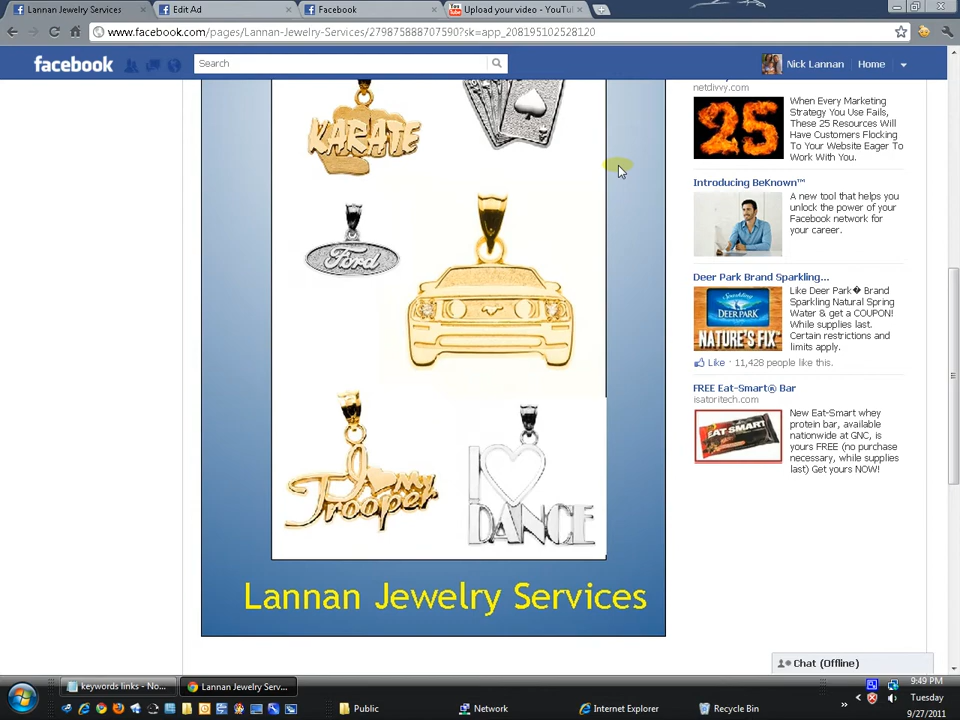 Lannan Jewelry Services
Edit Ad
Facebook
Upload your video - YouTu
www.facebook.com/pages/Lannan-Jewelry-Services/279875888707590?sk=app_208195102528120
facebook
Search
Nick Lannan
Home
netdivvy.com
25
When Every Marketing
Strategy You Use Fails,
These 25 Resources Will
Have Customers Flocking
To Your Website Eager To
Work With You.
Introducing BeKnown™
A new tool that helps you
unlock the power of your
Facebook network for
your career.
Deer Park Brand Sparkling...
Sparkling
DEER PARK
NATURE'S FIX
Like Deer Park� Brand
Sparkling Natural Spring
Water & get a COUPON!
While supplies last.
Certain restrictions and
limits apply.
Like · 11,428 people like this.
FREE Eat-Smart® Bar
isatoritech.com
EAT SMART
New Eat-Smart whey
protein bar, available
nationwide at GNC, is
yours FREE (no purchase
necessary, while supplies
last) Get yours NOW!
KARATE
Ford
I my
Trooper
I
DANCE
Lannan Jewelry Services
Chat (Offline)
keywords links - No...
Lannan Jewelry Serv...
9:49 PM
Tuesday
9/27/2011
Public
Network
Internet Explorer
Recycle Bin